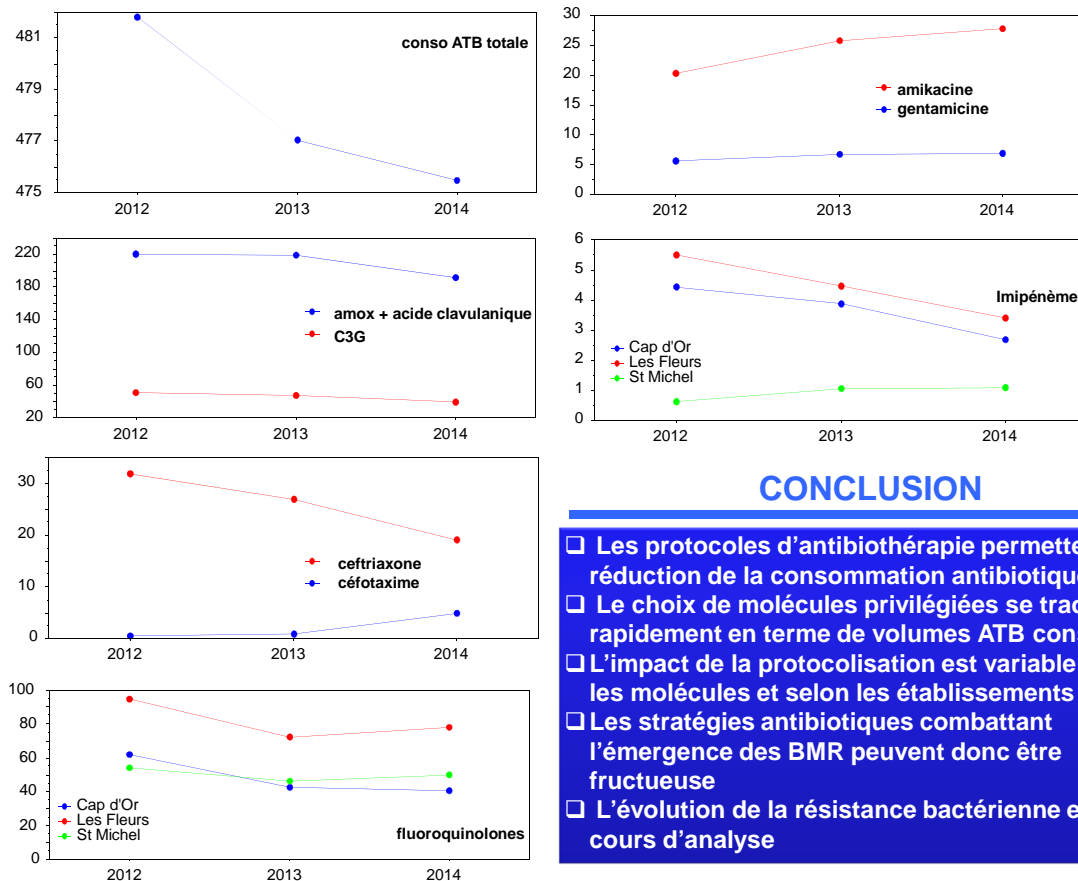 481
479
477
475
conso ATB totale
2012 2013 2014
220
180
140
100
60
20
amox + acide clavulanique
C3G
2012 2013 2014
30
20
10
0
ceftriaxone
céfotaxime
2012 2013 2014
100
80
60
40
20
0
Cap d'Or
Les Fleurs
St Michel
fluoroquinolones
2012 2013 2014
30
25
20
15
10
5
0
amikacine
gentamicine
2012 2013 2014
6
5
4
3
2
1
0
Imipénème
Cap d'Or
Les Fleurs
St Michel
2012 2013 2014
CONCLUSION
❑ Les protocoles d’antibiothérapie permette
réduction de la consommation antibiotiqu
❑ Le choix de molécules privilégiées se trad
rapidement en terme de volumes ATB con
❑ L’impact de la protocolisation est variable
les molécules et selon les établissements
❑ Les stratégies antibiotiques combattant
l’émergence des BMR peuvent donc être
fructueuse
❑ L’évolution de la résistance bactérienne e
cours d’analyse